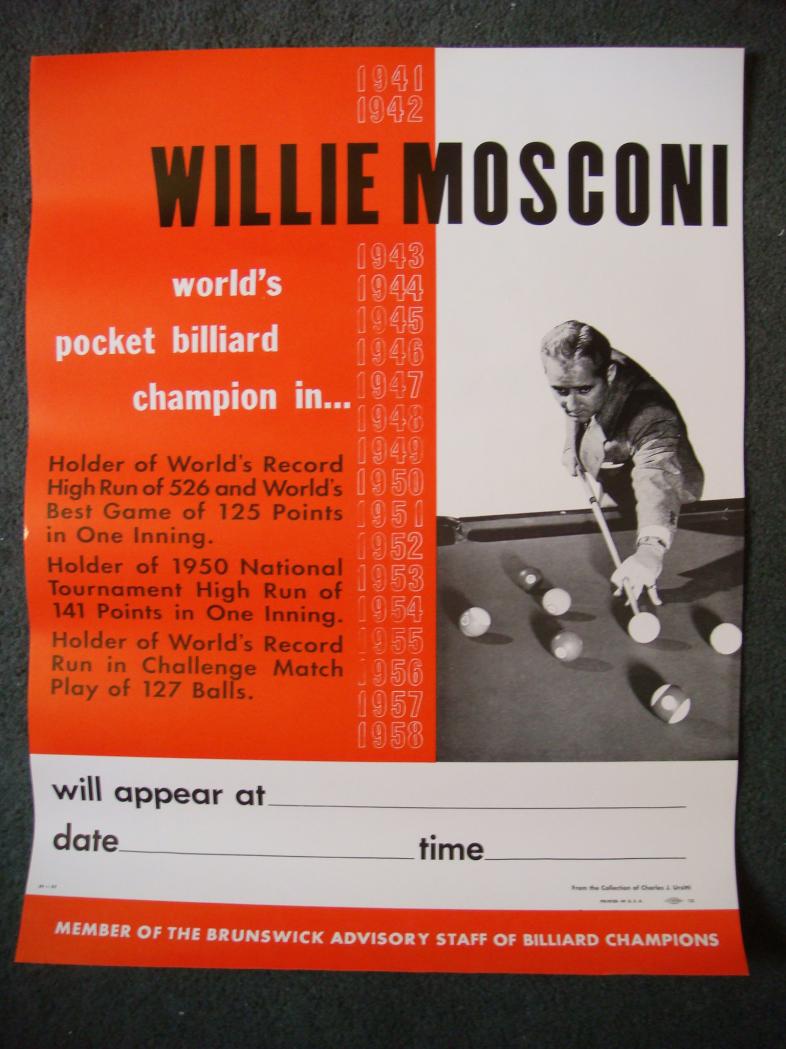 1941
1942
WILLIE MOSCONI
1943
1944
1945
1946
1947
1948
1949
1950
1951
1952
1953
1954
1955
1956
1957
1958
world's
pocket billiard
champion in...
Holder of World's Record
High Run of 526 and World's
Best Game of 125 Points
in One Inning.
Holder of 1950 National
Tournament High Run of
141 Points in One Inning.
Holder of World's Record
Run in Challenge Match
Play of 127 Balls.
will appear at
date time
From the Collection of Charles J. Ursitti
PRINTED IN U.S.A.
MEMBER OF THE BRUNSWICK ADVISORY STAFF OF BILLIARD CHAMPIONS